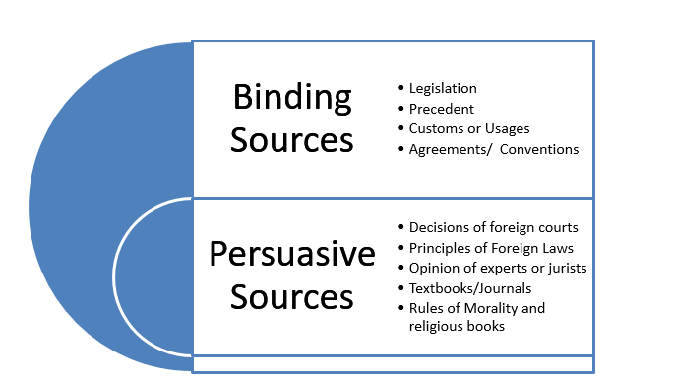 Binding
Sources
• Legislation
• Precedent
• Customs or Usages
• Agreements/ Conventions
Persuasive
Sources
• Decisions of foreign courts
• Principles of Foreign Laws
• Opinion of experts or jurists
• Textbooks/Journals
• Rules of Morality and
religious books